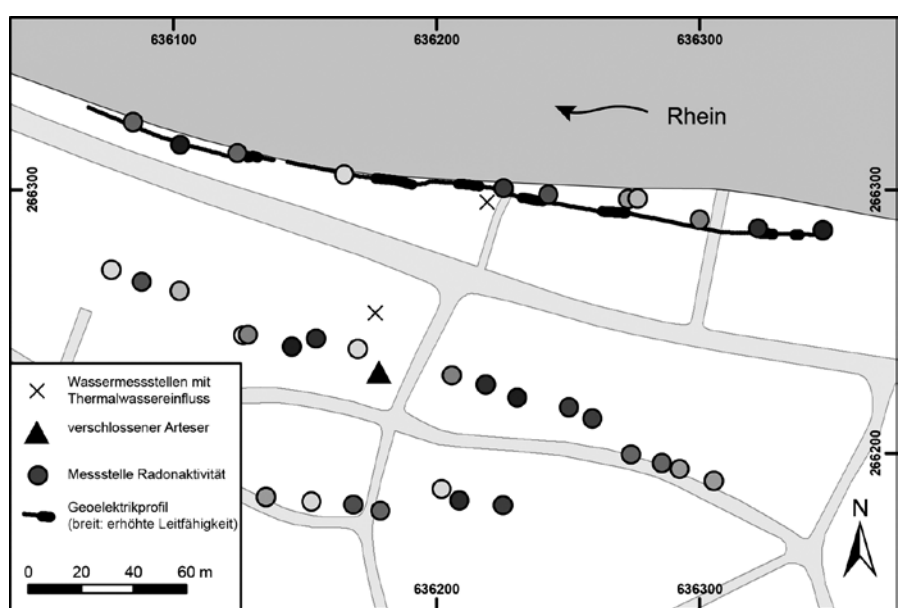 636100
636200
636300
Rhein
266300
266300
Wassermessstellen mit
Thermalwassereinfluss
verschlossener Arteser
Messstelle Radonaktivität
Geoelektrikprofil
(breit: erhöhte Leitfähigkeit)
0 20 40 60 m
266200
N
636200
636300